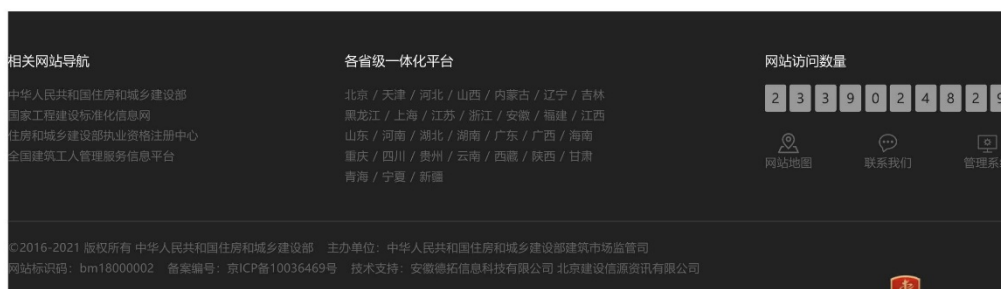 相关网站导航
中华人民共和国住房和城乡建设部
国家工程建设标准化信息网
住房和城乡建设部执业资格注册中心
全国建筑工人管理服务信息平台
各省级一体化平台
北京 / 天津 / 河北 / 山西 / 内蒙古 / 辽宁 / 吉林
黑龙江 / 上海 / 江苏 / 浙江 / 安徽 / 福建 / 江西
山东 / 河南 / 湖北 / 湖南 / 广东 / 广西 / 海南
重庆 / 四川 / 贵州 / 云南 / 西藏 / 陕西 / 甘肃
青海 / 宁夏 / 新疆
网站访问数量
2 3 3 9 0 2 4 8 2 9
网站地图
联系我们
管理系统
©2016-2021 版权所有 中华人民共和国住房和城乡建设部 主办单位：中华人民共和国住房和城乡建设部建筑市场监管司
网站标识码：bm18000002 备案编号：京ICP备10036469号 技术支持：安徽德拓信息科技有限公司 北京建设信源资讯有限公司